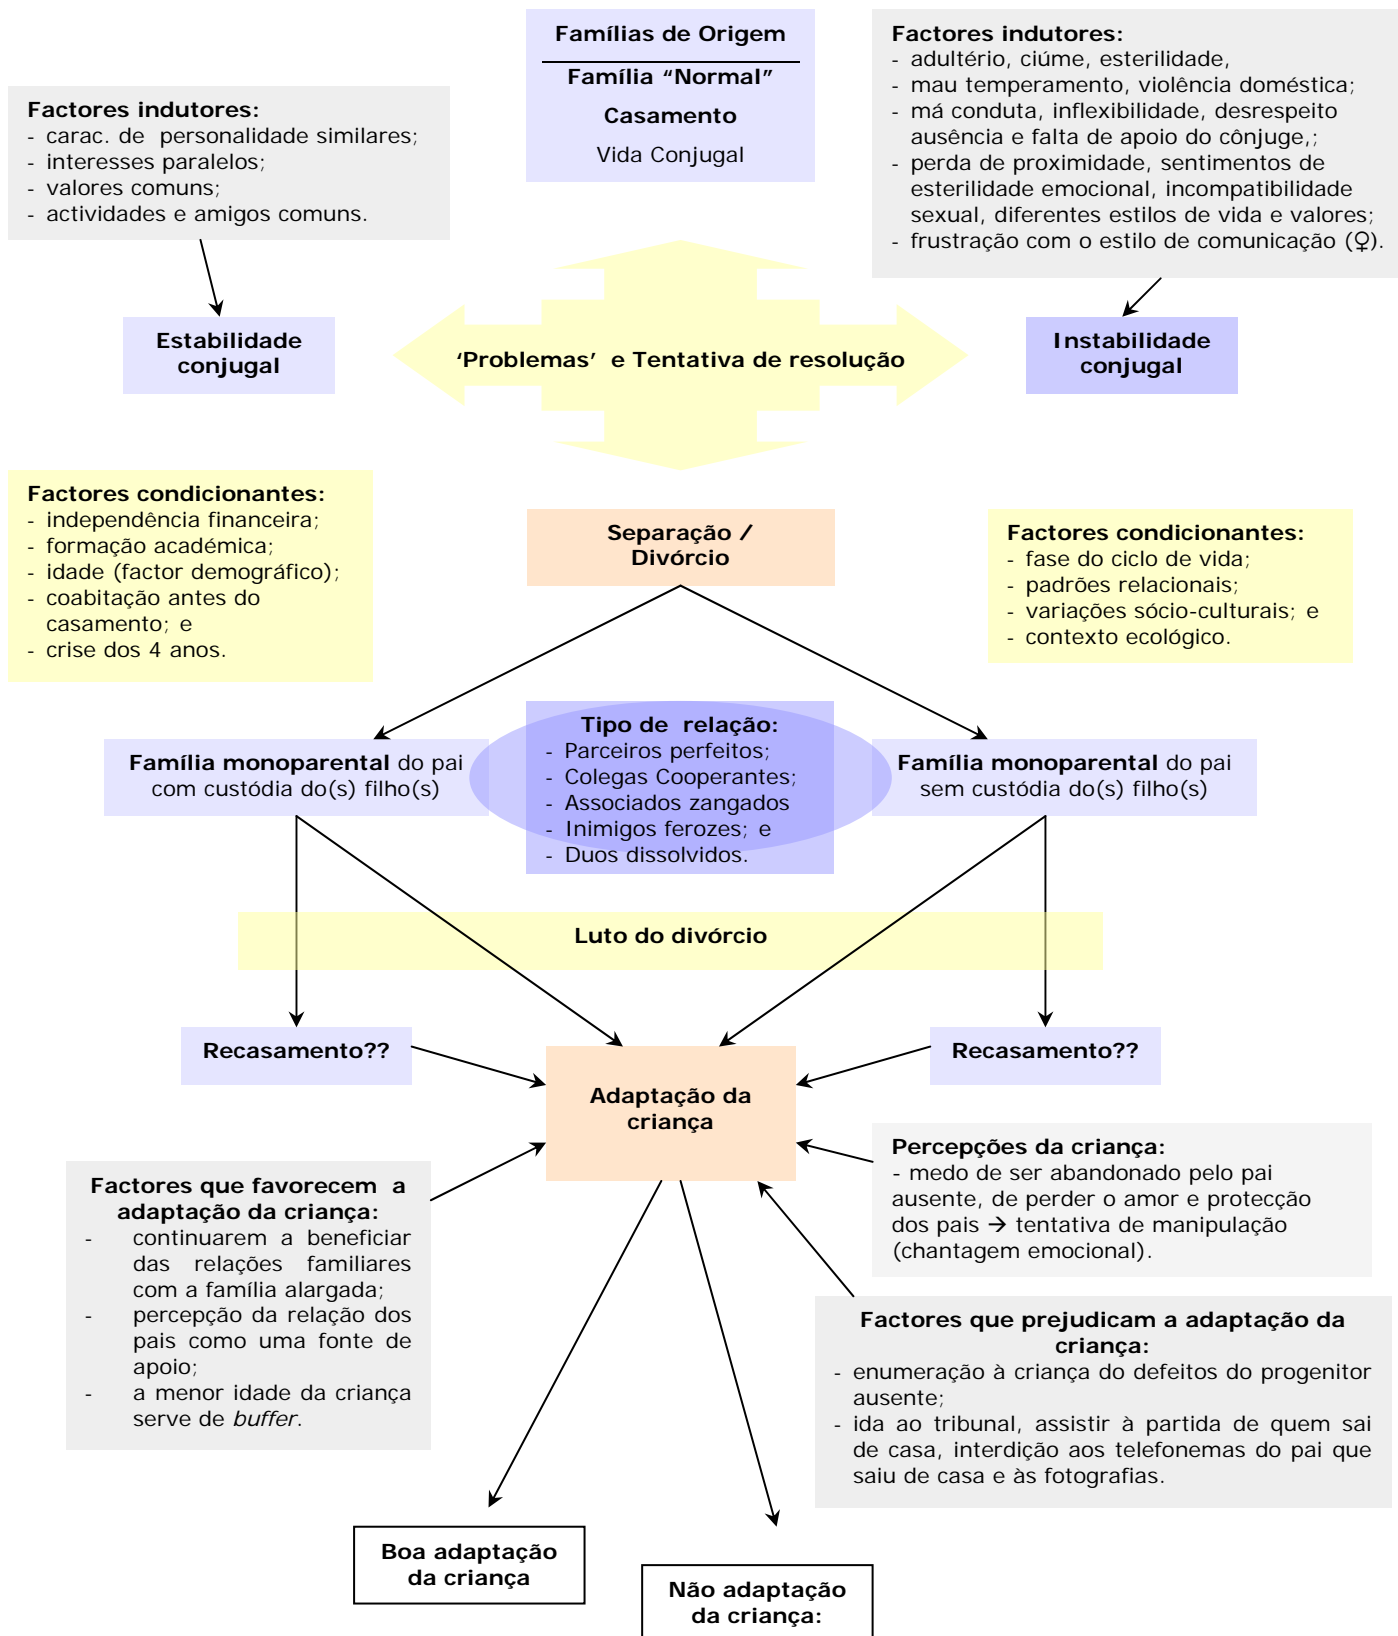 Famílias de Origem
Família “Normal”
Casamento
Vida Conjugal
Factores indutores:
- carac. de personalidade similares;
- interesses paralelos;
- valores comuns;
- actividades e amigos comuns.
Factores indutores:
- adultério, ciúme, esterilidade,
- mau temperamento, violência doméstica;
- má conduta, inflexibilidade, desrespeito
ausência e falta de apoio do cônjuge,;
- perda de proximidade, sentimentos de
esterilidade emocional, incompatibilidade
sexual, diferentes estilos de vida e valores;
- frustração com o estilo de comunicação (♀).
Estabilidade
conjugal
‘Problemas’ e Tentativa de resolução
Instabilidade
conjugal
Factores condicionantes:
- independência financeira;
- formação académica;
- idade (factor demográfico);
- coabitação antes do
casamento; e
- crise dos 4 anos.
Separação /
Divórcio
Factores condicionantes:
- fase do ciclo de vida;
- padrões relacionais;
- variações sócio-culturais; e
- contexto ecológico.
Família monoparental do pai
com custódia do(s) filho(s)
Tipo de relação:
- Parceiros perfeitos;
- Colegas Cooperantes;
- Associados zangados
- Inimigos ferozes; e
- Duos dissolvidos.
Família monoparental do pai
sem custódia do(s) filho(s)
Luto do divórcio
Recasamento??
Recasamento??
Adaptação da
criança
Factores que favorecem a
adaptação da criança:
- continuarem a beneficiar
das relações familiares
com a família alargada;
- percepção da relação dos
pais como uma fonte de
apoio;
- a menor idade da criança
serve de buffer.
Percepções da criança:
- medo de ser abandonado pelo pai
ausente, de perder o amor e protecção
dos pais → tentativa de manipulação
(chantagem emocional).
Factores que prejudicam a adaptação da
criança:
- enumeração à criança do defeitos do progenitor
ausente;
- ida ao tribunal, assistir à partida de quem sai
de casa, interdição aos telefonemas do pai que
saiu de casa e às fotografias.
Boa adaptação
da criança
Não adaptação
da criança: